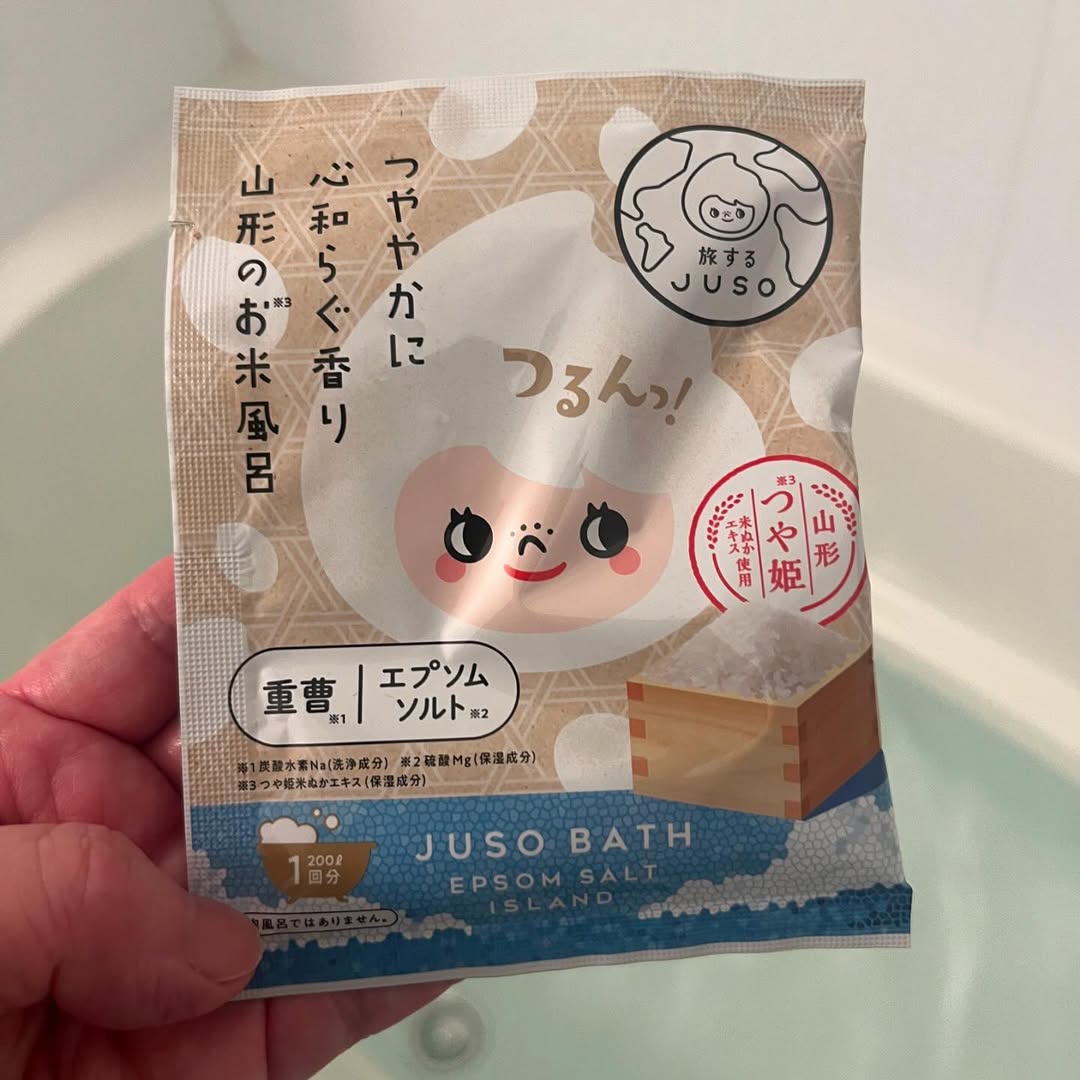 つややかに
心和らぐ香り
山形のお※3米風呂
旅する
JUSO
つるんっ!
※3
山形
つや姫
米ぬか
エキス使用
重曹※1
エプソム
ソルト※2
※1炭酸水素Na(洗浄成分) ※2硫酸Mg(保湿成分)
※3つや姫米ぬかエキス(保湿成分)
1回分
200ℓ
JUSO BATH
EPSOM SALT
ISLAND
風呂ではありません。